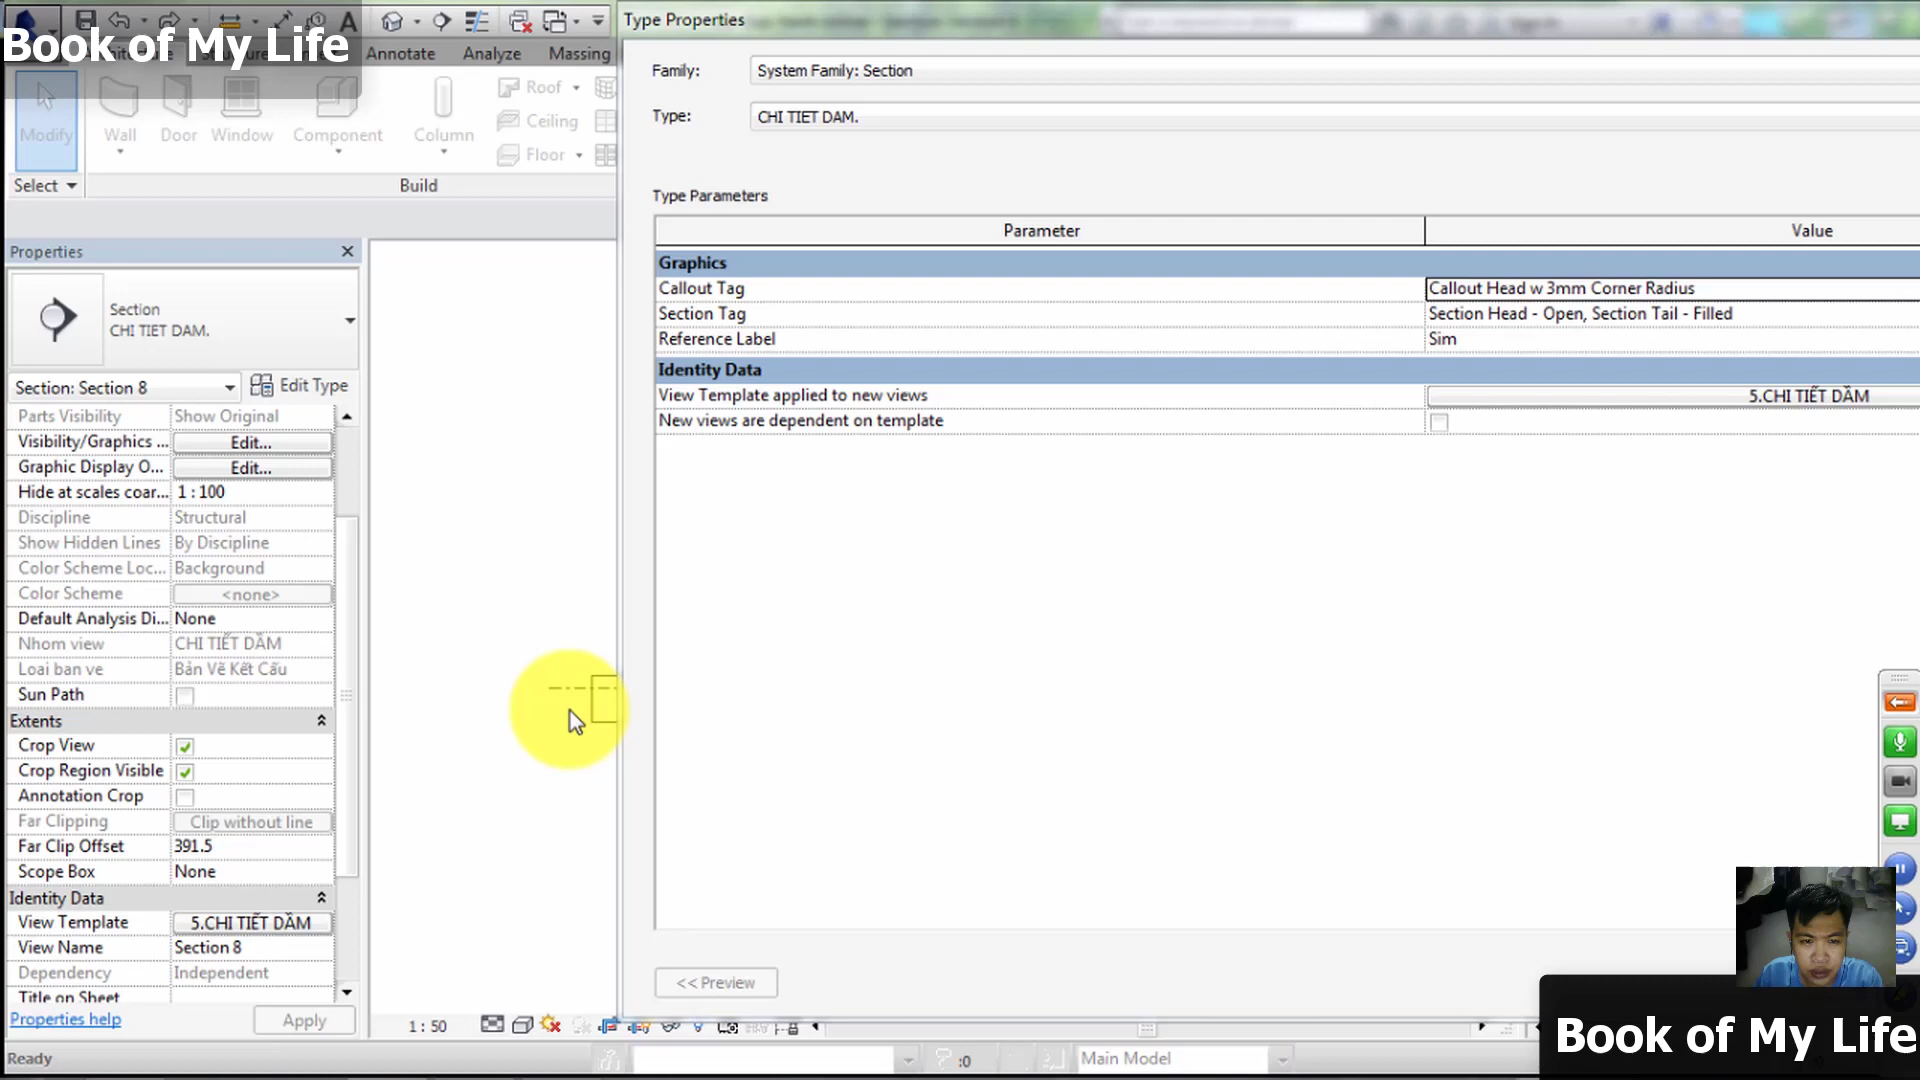 Type Properties
Book of My Life
Annotate
Analyze
Massing
Modify
Wall
Door
Window
Component
Column
Roof
Ceiling
Floor
Select
Build
Family:
System Family: Section
Type:
CHI TIET DAM.
Type Parameters
Parameter
Value
Graphics
Callout Tag
Callout Head w 3mm Corner Radius
Section Tag
Section Head - Open, Section Tail - Filled
Reference Label
Sim
Identity Data
View Template applied to new views
5.CHI TIẾT DẦM
New views are dependent on template
<< Preview
Properties
Section
CHI TIET DAM.
Section: Section 8
Edit Type
Parts Visibility
Show Original
Visibility/Graphics ...
Edit...
Graphic Display O...
Edit...
Hide at scales coar...
1 : 100
Discipline
Structural
Show Hidden Lines
By Discipline
Color Scheme Loc...
Background
Color Scheme
<none>
Default Analysis Di...
None
Nhom view
CHI TIẾT DẦM
Loai ban ve
Bản Vẽ Kết Cấu
Sun Path
Extents
Crop View
Crop Region Visible
Annotation Crop
Far Clipping
Clip without line
Far Clip Offset
391.5
Scope Box
None
Identity Data
View Template
5.CHI TIẾT DẦM
View Name
Section 8
Dependency
Independent
Title on Sheet
Properties help
Apply
1 : 50
Ready
:0
Main Model
Book of My Life